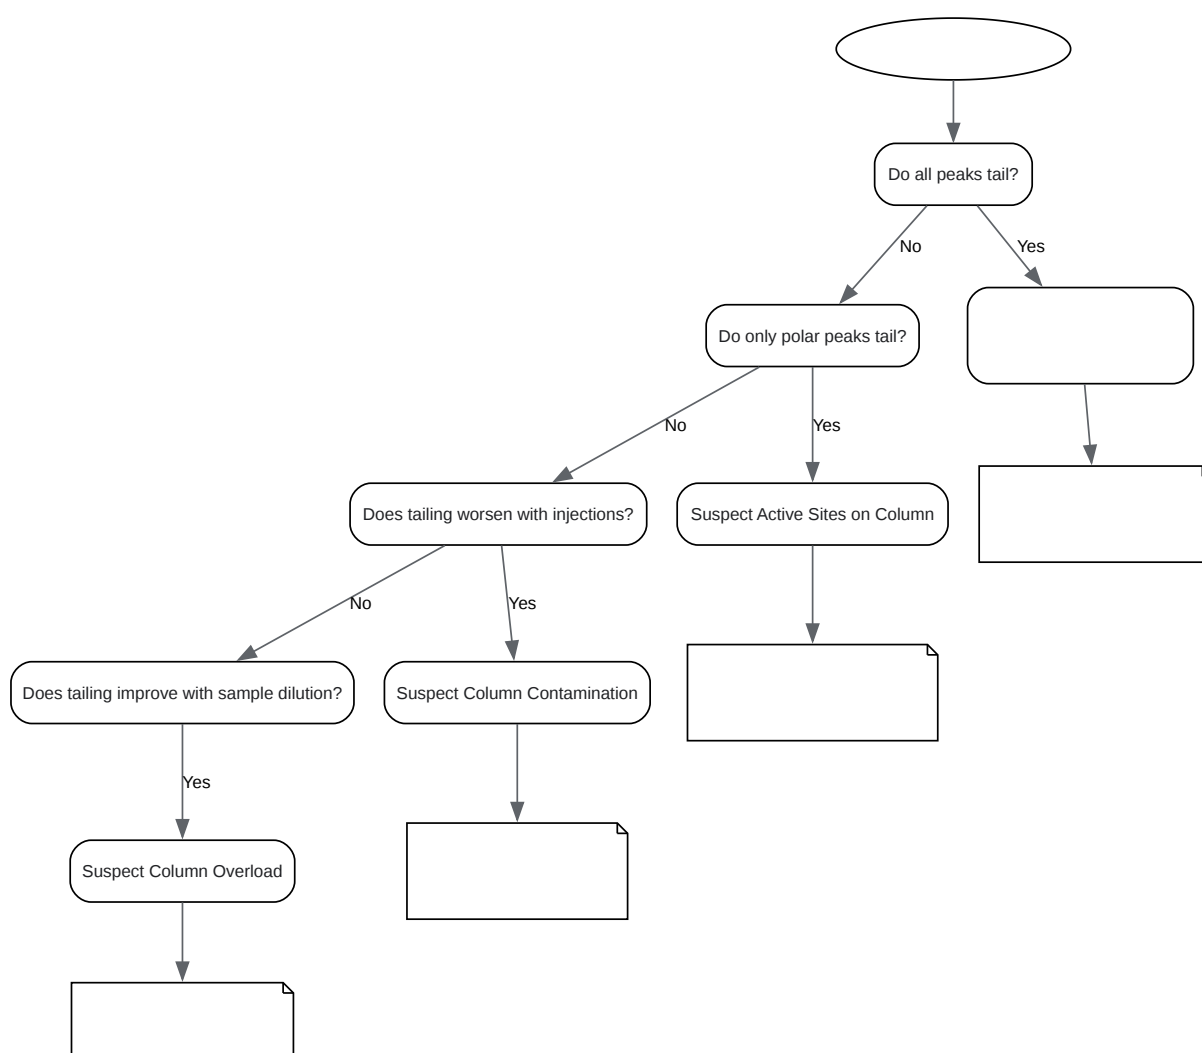 Do all peaks tail?
No
Yes
Do only polar peaks tail?
No
Yes
Does tailing worsen with injections?
Suspect Active Sites on Column
No
Yes
Does tailing improve with sample dilution?
Suspect Column Contamination
Yes
Suspect Column Overload